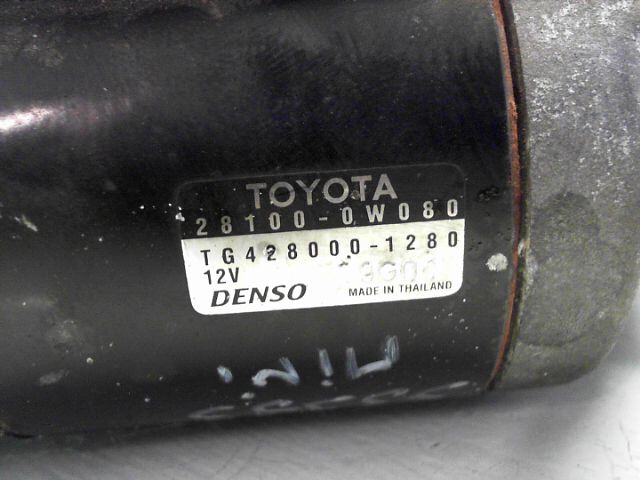 TOYOTA
28100-0W080
TG428000-1280
12V
DENSO MADE IN THAILAND